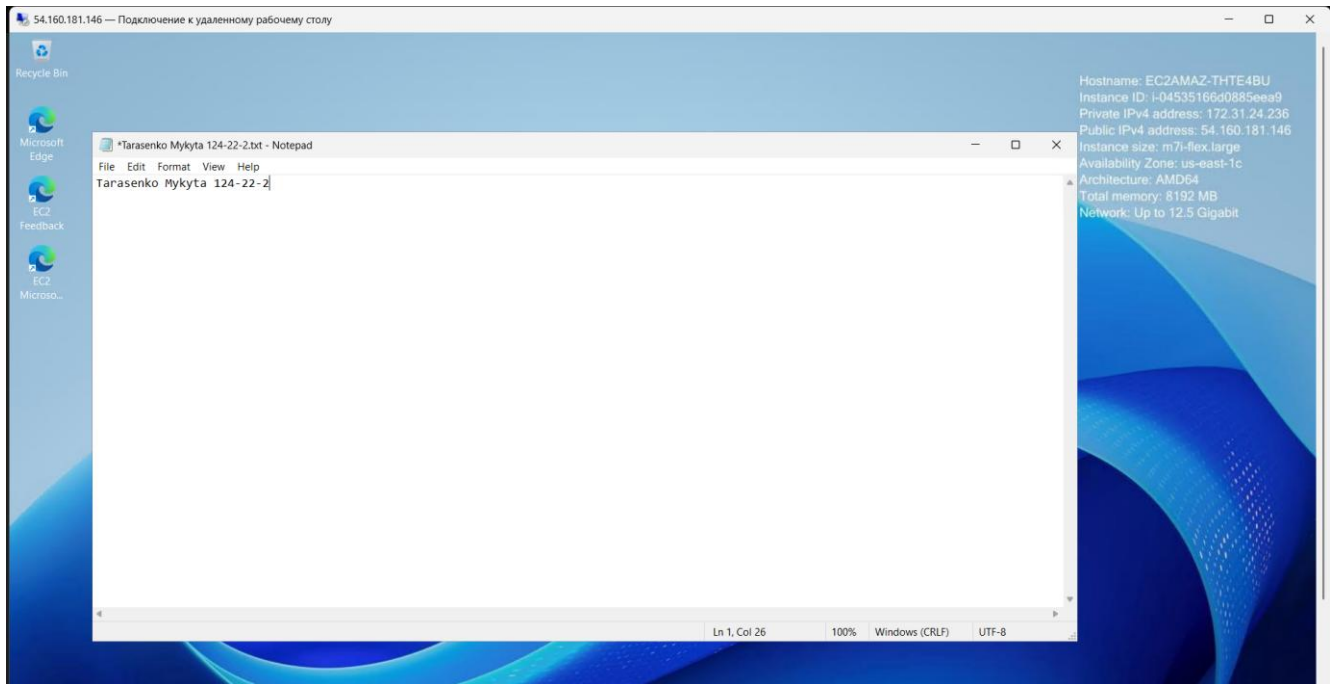 54.160.181.146 — Подключение к удаленному рабочему столу
Recycle Bin
Microsoft
Edge
EC2
Feedback
EC2
Microso...
Hostname: EC2AMAZ-THTE4BU
Instance ID: i-04535166d0885eea9
Private IPv4 address: 172.31.24.236
Public IPv4 address: 54.160.181.146
Instance size: m7i-flex.large
Availability Zone: us-east-1c
Architecture: AMD64
Total memory: 8192 MB
Network: Up to 12.5 Gigabit
*Tarasenko Mykyta 124-22-2.txt - Notepad
File Edit Format View Help
Tarasenko Mykyta 124-22-2
Ln 1, Col 26 100% Windows (CRLF) UTF-8